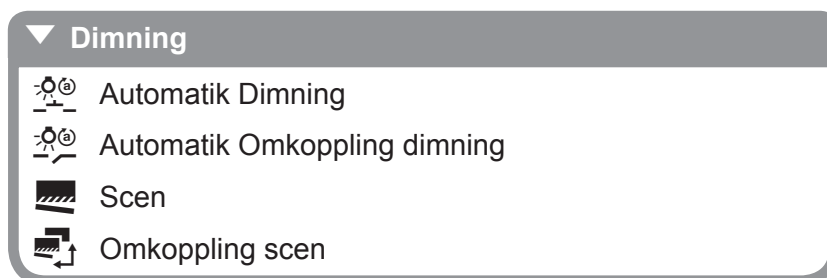 Dimning
Automatik Dimning
Automatik Omkoppling dimning
Scen
Omkoppling scen